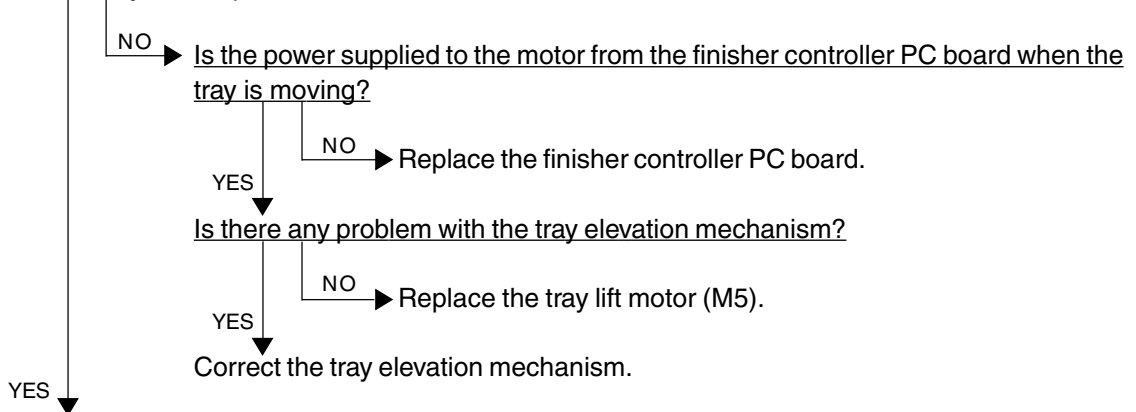 NO
Is the power supplied to the motor from the finisher controller PC board when the
tray is moving?
NO
Replace the finisher controller PC board.
YES
Is there any problem with the tray elevation mechanism?
NO
Replace the tray lift motor (M5).
YES
Correct the tray elevation mechanism.
YES